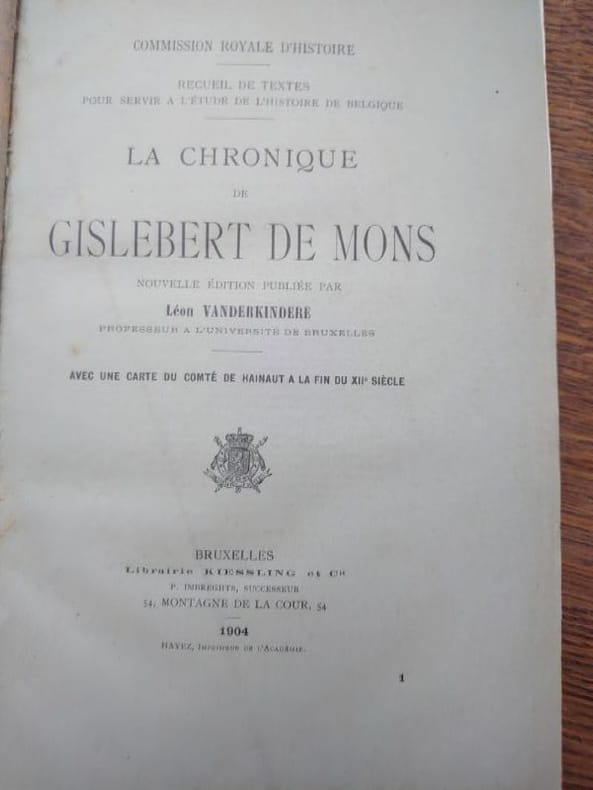 COMMISSION ROYALE D'HISTOIRE
RECUEIL DE TEXTES
POUR SERVIR A L'ÉTUDE DE L'HISTOIRE DE BELGIQUE
LA CHRONIQUE
DE
GISLEBERT DE MONS
NOUVELLE ÉDITION PUBLIÉE PAR
Léon VANDERKINDERE
PROFESSEUR A L'UNIVERSITÉ DE BRUXELLES
AVEC UNE CARTE DU COMTÉ DE HAINAUT A LA FIN DU XIIe SIÈCLE
BRUXELLES
Librairie KIESSLING et Cie
P. IMBREGHTS, SUCCESSEUR
54, MONTAGNE DE LA COUR, 54
1904
HAYEZ, IMPRIMEUR DE L'ACADÉMIE.
1